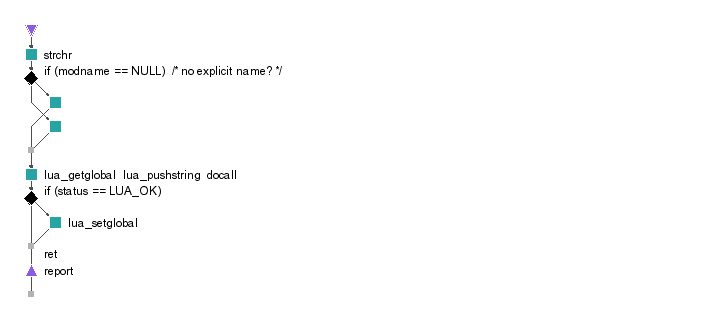 strchr
if (modname == NULL)  /* no explicit name? */
lua_getglobal  lua_pushstring  docall
if (status == LUA_OK)
lua_setglobal
ret
report